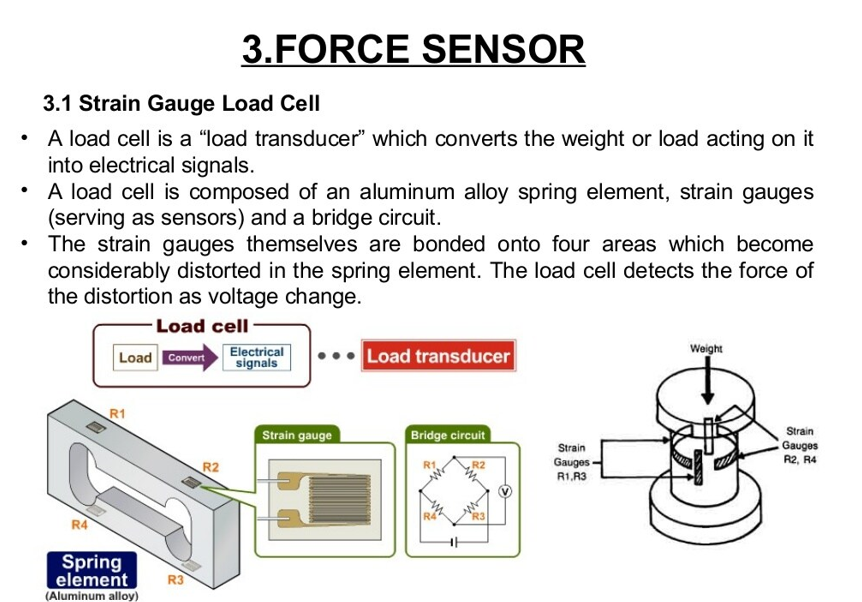 3.FORCE SENSOR
3.1 Strain Gauge Load Cell
• A load cell is a “load transducer” which converts the weight or load acting on it
into electrical signals.
• A load cell is composed of an aluminum alloy spring element, strain gauges
(serving as sensors) and a bridge circuit.
• The strain gauges themselves are bonded onto four areas which become
considerably distorted in the spring element. The load cell detects the force of
the distortion as voltage change.
Load cell
Load
Convert
Electrical
signals
Load transducer
R1
R2
R4
R3
Spring
element
(Aluminum alloy)
Strain gauge
Bridge circuit
R1
R2
V
R4
R3
Weight
Strain
Gauges
R1,R3
Strain
Gauges
R2, R4